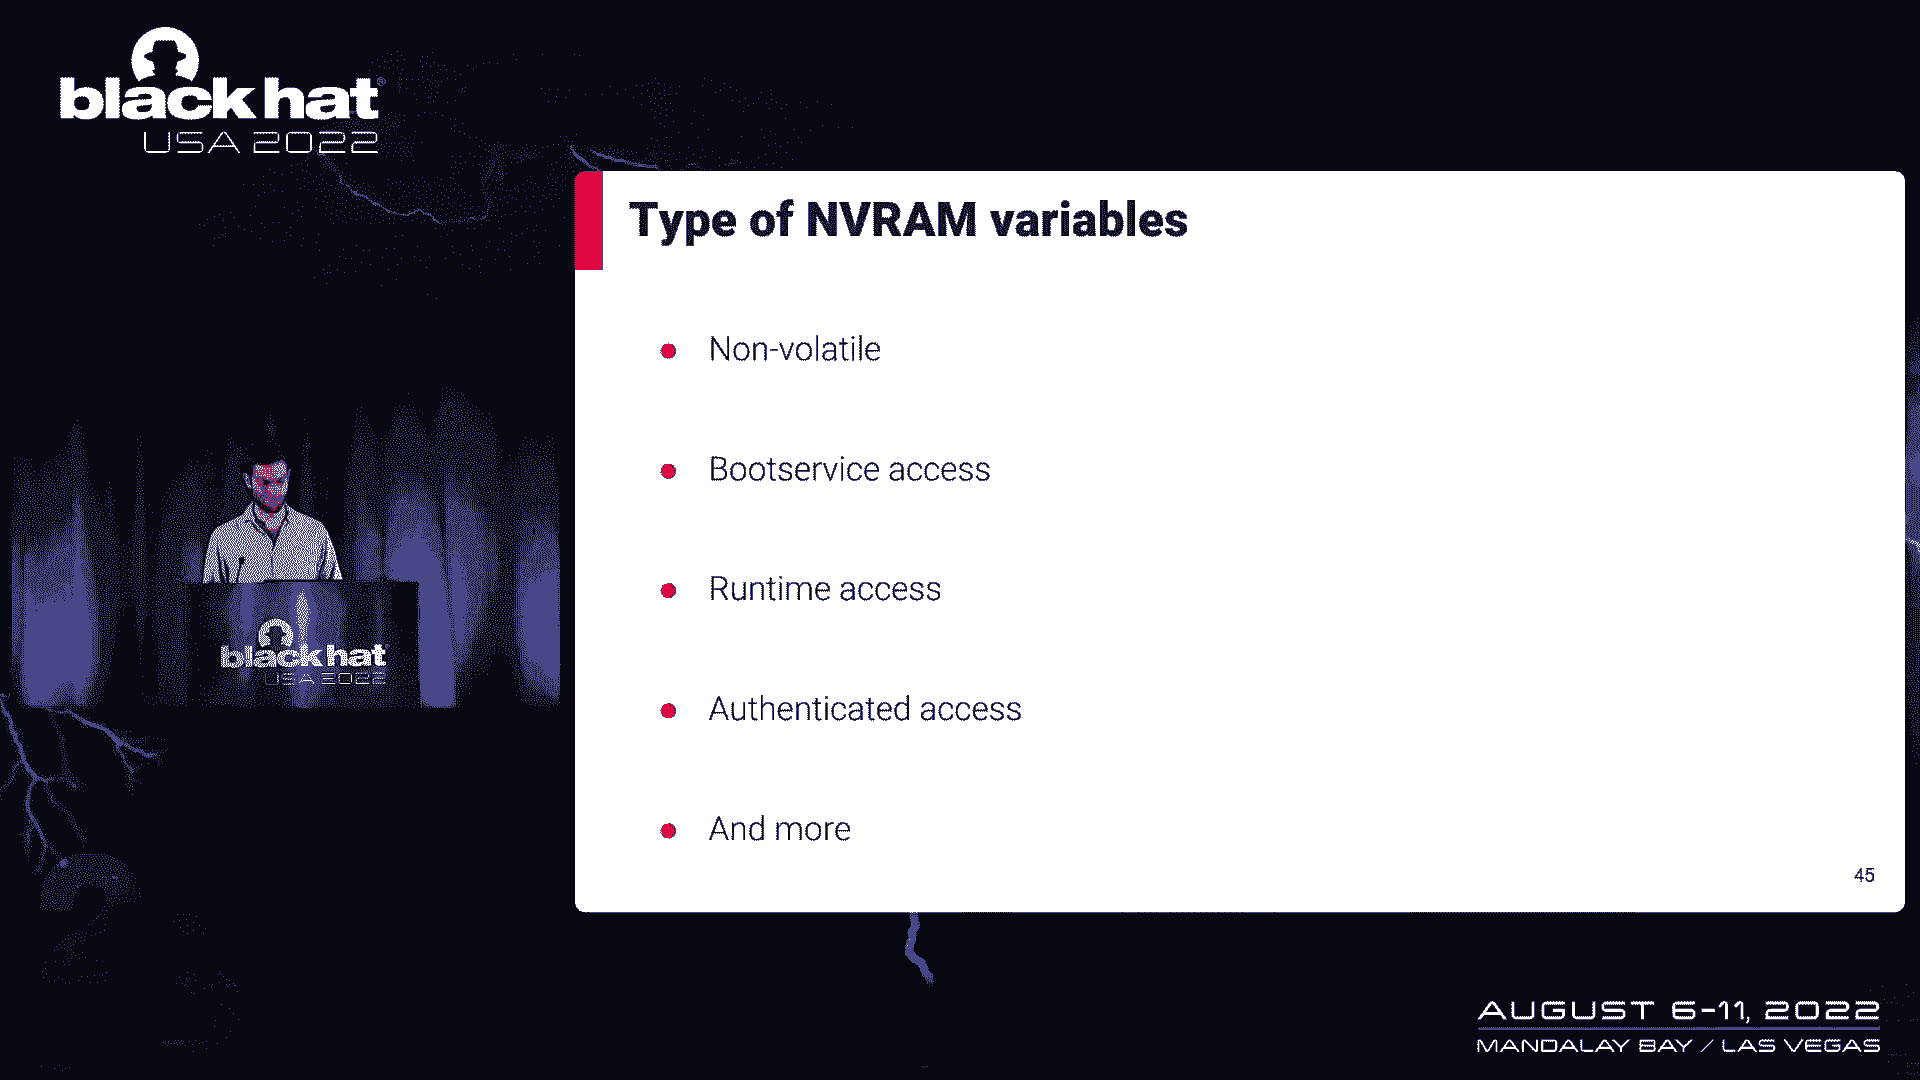 black hat®
USA 2022
Type of NVRAM variables
Non-volatile
Bootservice access
Runtime access
Authenticated access
And more
45
black hat
USA 2022
AUGUST 6-11, 2022
MANDALAY BAY / LAS VEGAS